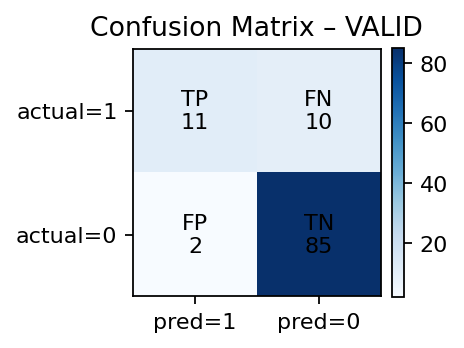 Confusion Matrix – VALID
actual=1
TP
11
FN
10
actual=0
FP
2
TN
85
pred=1
pred=0
80
60
40
20